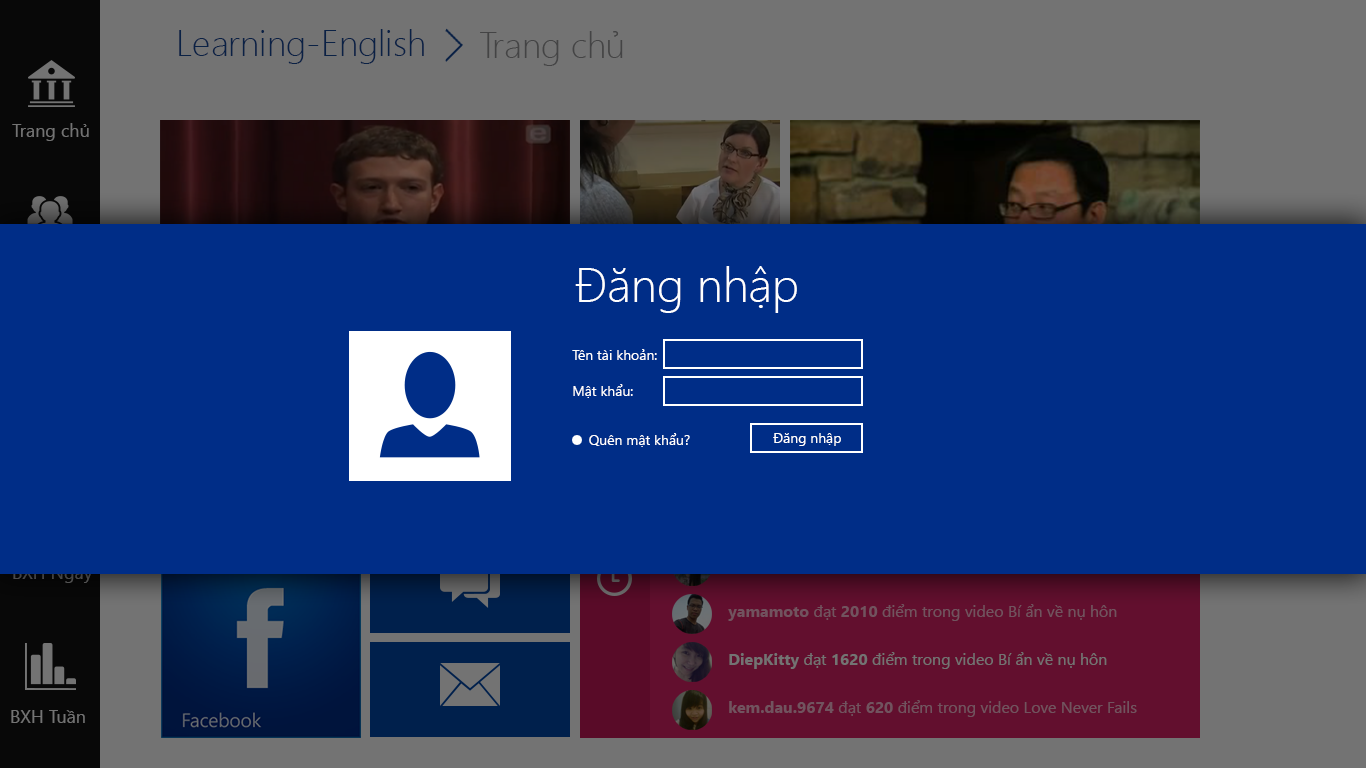 Learning-English
Trang chủ
Trang chủ
Đăng nhập
Tên tài khoản:
Mật khẩu:
Quên mật khẩu?
Đăng nhập
BXH Ngày
yamamoto đạt 2010 điểm trong video Bí ẩn về nụ hôn
DiepKitty đạt 1620 điểm trong video Bí ẩn về nụ hôn
BXH Tuần
Facebook
kem.dau.9674 đạt 620 điểm trong video Love Never Fails